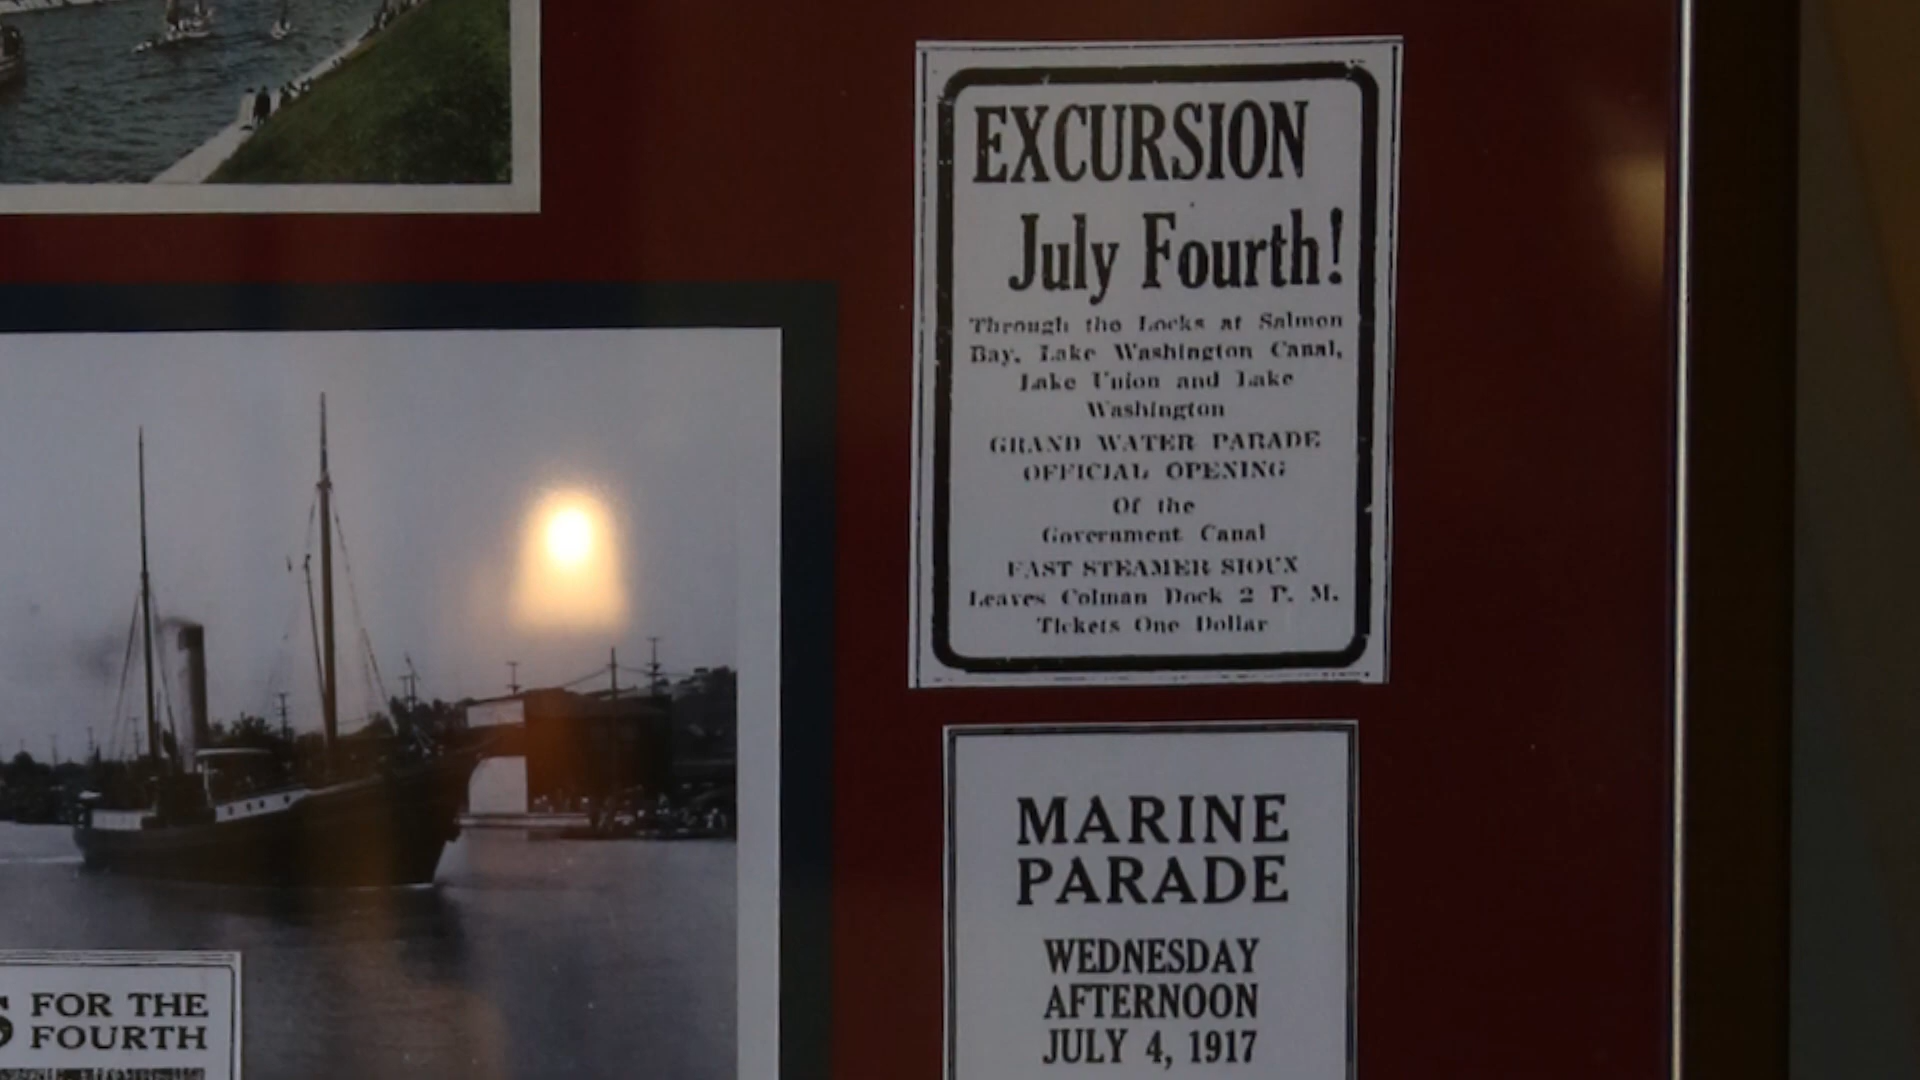 EXCURSION
July Fourth!
Through the Locks at Salmon
Bay, Lake Washington Canal,
Lake Union and Lake
Washington
GRAND WATER PARADE
OFFICIAL OPENING
Of the
Government Canal
FAST STEAMER SIOUX
Leaves Colman Dock 2 P. M.
Tickets One Dollar
MARINE
PARADE
WEDNESDAY
AFTERNOON
JULY 4, 1917
FOR THE
FOURTH